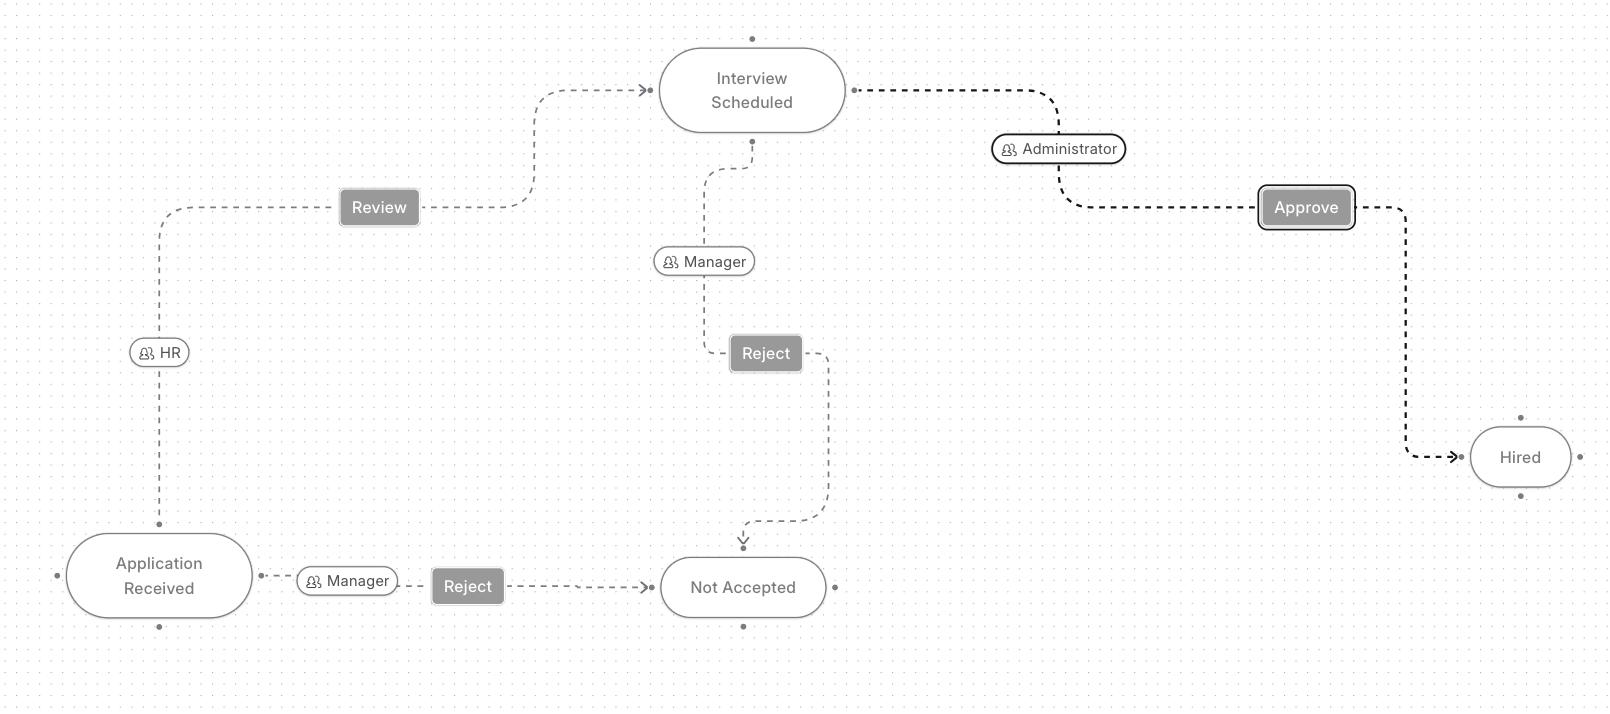 Interview
Scheduled
Administrator
Review
Approve
Manager
HR
Reject
Hired
Application
Received
Manager
Reject
Not Accepted